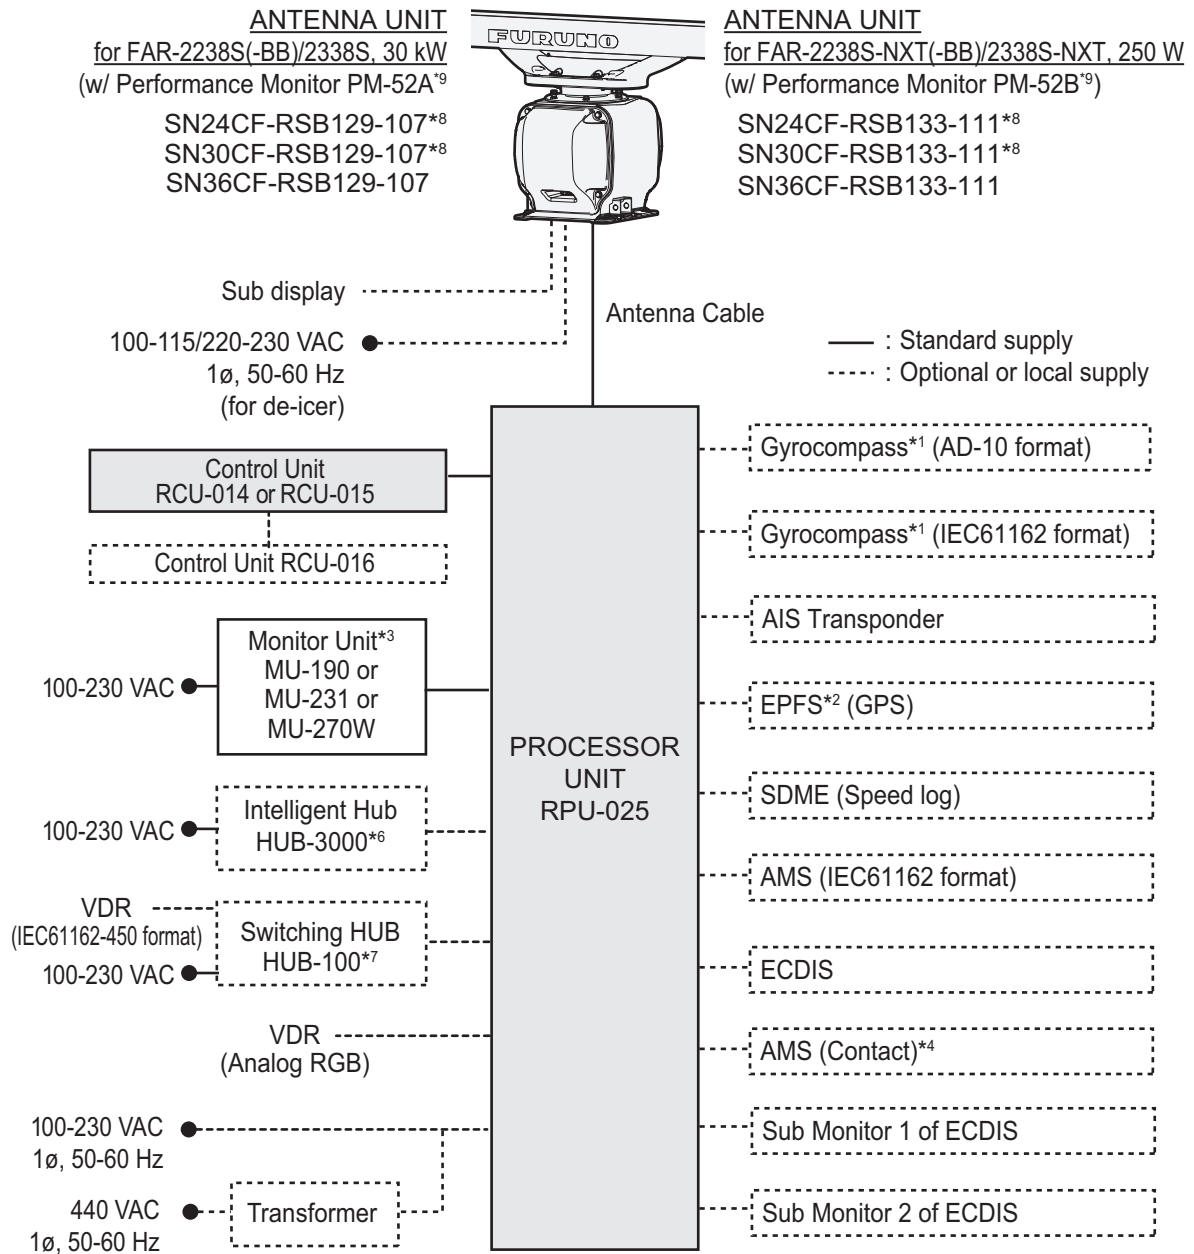 ANTENNA UNIT
for FAR-2238S(-BB)/2338S, 30 kW
(w/ Performance Monitor PM-52A*9
SN24CF-RSB129-107*8
SN30CF-RSB129-107*8
SN36CF-RSB129-107
FURUNO
ANTENNA UNIT
for FAR-2238S-NXT(-BB)/2338S-NXT, 250 W
(w/ Performance Monitor PM-52B*9)
SN24CF-RSB133-111*8
SN30CF-RSB133-111*8
SN36CF-RSB133-111
Sub display
100-115/220-230 VAC
1ø, 50-60 Hz
(for de-icer)
Antenna Cable
: Standard supply
: Optional or local supply
Control Unit
RCU-014 or RCU-015
Control Unit RCU-016
Monitor Unit*3
MU-190 or
MU-231 or
MU-270W
100-230 VAC
Intelligent Hub
HUB-3000*6
100-230 VAC
VDR
(IEC61162-450 format)
100-230 VAC
Switching HUB
HUB-100*7
VDR
(Analog RGB)
100-230 VAC
1ø, 50-60 Hz
440 VAC
1ø, 50-60 Hz
Transformer
PROCESSOR
UNIT
RPU-025
Gyrocompass*1 (AD-10 format)
Gyrocompass*1 (IEC61162 format)
AIS Transponder
EPFS*2 (GPS)
SDME (Speed log)
AMS (IEC61162 format)
ECDIS
AMS (Contact)*4
Sub Monitor 1 of ECDIS
Sub Monitor 2 of ECDIS